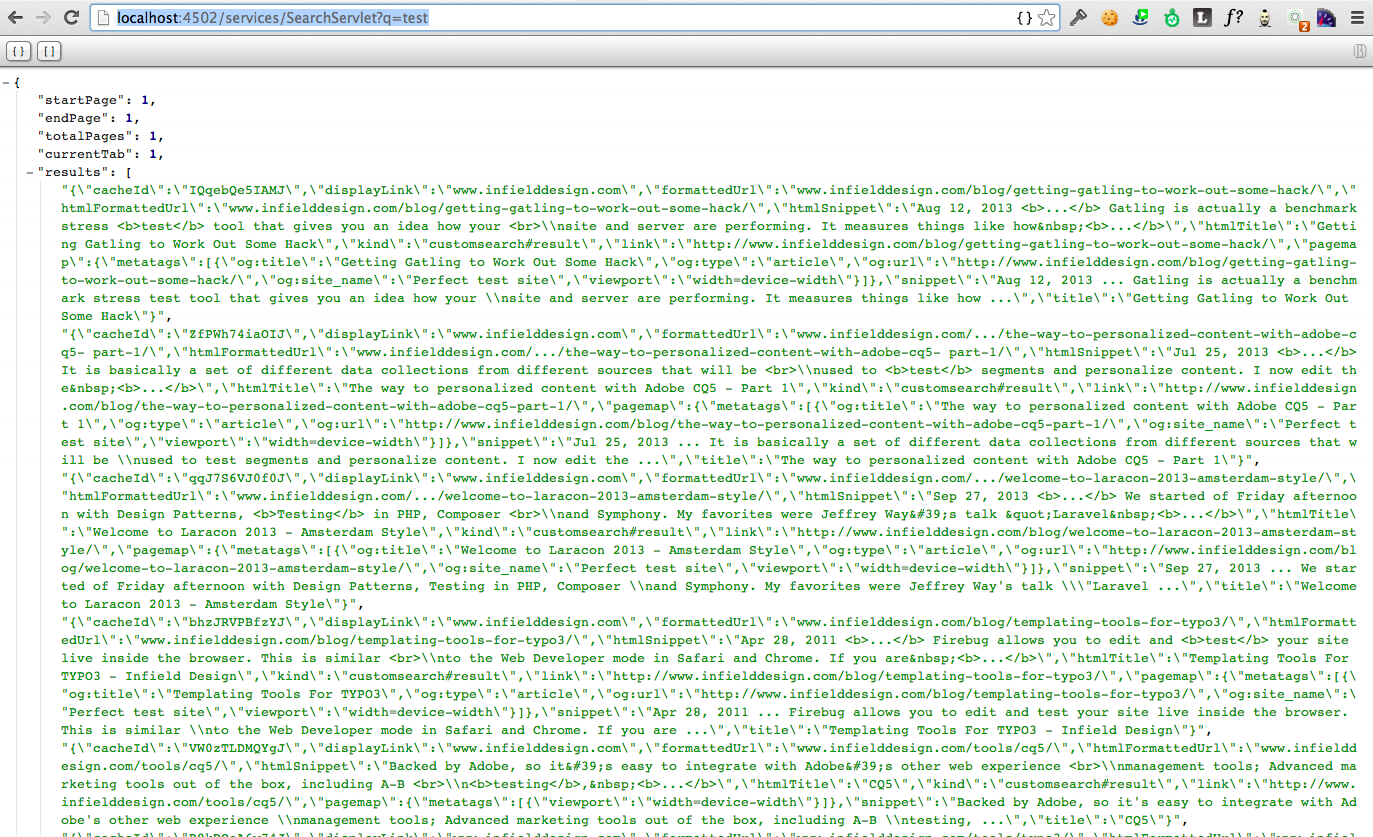 localhost:4502/services/SearchServlet?q=test
{}
L
f?
2
{}
[]
B
- {
"startPage": 1,
"endPage": 1,
"totalPages": 1,
"currentTab": 1,
- "results": [
"{\"cacheId\":\"IQqebQe5IAMJ\",\"displayLink\":\"www.infielddesign.com\",\"formattedUrl\":\"www.infielddesign.com/blog/getting-gatling-to-work-out-some-hack/\",\"
htmlFormattedUrl\":\"www.infielddesign.com/blog/getting-gatling-to-work-out-some-hack/\",\"htmlSnippet\":\"Aug 12, 2013 <b>...</b> Gatling is actually a benchmark
stress <b>test</b> tool that gives you an idea how your <br>\\nsite and server are performing. It measures things like how&nbsp;<b>...</b>\",\"htmlTitle\":\"Getti
ng Gatling to Work Out Some Hack\",\"kind\":\"customsearch#result\",\"link\":\"http://www.infielddesign.com/blog/getting-gatling-to-work-out-some-hack/\",\"pagema
p\":{\"metatags\":[{\"og:title\":\"Getting Gatling to Work Out Some Hack\",\"og:type\":\"article\",\"og:url\":\"http://www.infielddesign.com/blog/getting-gatling-
to-work-out-some-hack/\",\"og:site_name\":\"Perfect test site\",\"viewport\":\"width=device-width\"}]},\"snippet\":\"Aug 12, 2013 ... Gatling is actually a benchm
ark stress test tool that gives you an idea how your \\nsite and server are performing. It measures things like how ...\",\"title\":\"Getting Gatling to Work Out
Some Hack\"}",
"{\"cacheId\":\"ZfPWh74iaOIJ\",\"displayLink\":\"www.infielddesign.com\",\"formattedUrl\":\"www.infielddesign.com/.../the-way-to-personalized-content-with-adobe-c
q5- part-1/\",\"htmlFormattedUrl\":\"www.infielddesign.com/.../the-way-to-personalized-content-with-adobe-cq5- part-1/\",\"htmlSnippet\":\"Jul 25, 2013 <b>...</b>
It is basically a set of different data collections from different sources that will be <br>\\nused to <b>test</b> segments and personalize content. I now edit th
e&nbsp;<b>...</b>\",\"htmlTitle\":\"The way to personalized content with Adobe CQ5 - Part 1\",\"kind\":\"customsearch#result\",\"link\":\"http://www.infielddesign
.com/blog/the-way-to-personalized-content-with-adobe-cq5-part-1/\",\"pagemap\":{\"metatags\":[{\"og:title\":\"The way to personalized content with Adobe CQ5 - Par
t 1\",\"og:type\":\"article\",\"og:url\":\"http://www.infielddesign.com/blog/the-way-to-personalized-content-with-adobe-cq5-part-1/\",\"og:site_name\":\"Perfect t
est site\",\"viewport\":\"width=device-width\"}]},\"snippet\":\"Jul 25, 2013 ... It is basically a set of different data collections from different sources that w
ill be \\nused to test segments and personalize content. I now edit the ...\",\"title\":\"The way to personalized content with Adobe CQ5 - Part 1\"}",
"{\"cacheId\":\"qqJ7S6VJ0f0J\",\"displayLink\":\"www.infielddesign.com\",\"formattedUrl\":\"www.infielddesign.com/.../welcome-to-laracon-2013-amsterdam-style/\",\
"htmlFormattedUrl\":\"www.infielddesign.com/.../welcome-to-laracon-2013-amsterdam-style/\",\"htmlSnippet\":\"Sep 27, 2013 <b>...</b> We started of Friday afternoo
n with Design Patterns, <b>Testing</b> in PHP, Composer <br>\\nand Symphony. My favorites were Jeffrey Way&#39;s talk &quot;Laravel&nbsp;<b>...</b>\",\"htmlTitle\
":\"Welcome to Laracon 2013 - Amsterdam Style\",\"kind\":\"customsearch#result\",\"link\":\"http://www.infielddesign.com/blog/welcome-to-laracon-2013-amsterdam-st
yle/\",\"pagemap\":{\"metatags\":[{\"og:title\":\"Welcome to Laracon 2013 - Amsterdam Style\",\"og:type\":\"article\",\"og:url\":\"http://www.infielddesign.com/bl
og/welcome-to-laracon-2013-amsterdam-style/\",\"og:site_name\":\"Perfect test site\",\"viewport\":\"width=device-width\"}]},\"snippet\":\"Sep 27, 2013 ... We star
ted of Friday afternoon with Design Patterns, Testing in PHP, Composer \\nand Symphony. My favorites were Jeffrey Way's talk \\\"Laravel ...\",\"title\":\"Welcome
to Laracon 2013 - Amsterdam Style\"}",
"{\"cacheId\":\"bhzJRVPBfzYJ\",\"displayLink\":\"www.infielddesign.com\",\"formattedUrl\":\"www.infielddesign.com/blog/templating-tools-for-typo3/\",\"htmlFormatt
edUrl\":\"www.infielddesign.com/blog/templating-tools-for-typo3/\",\"htmlSnippet\":\"Apr 28, 2011 <b>...</b> Firebug allows you to edit and <b>test</b> your site
live inside the browser. This is similar <br>\\nto the Web Developer mode in Safari and Chrome. If you are&nbsp;<b>...</b>\",\"htmlTitle\":\"Templating Tools For
TYPO3 - Infield Design\",\"kind\":\"customsearch#result\",\"link\":\"http://www.infielddesign.com/blog/templating-tools-for-typo3/\",\"pagemap\":{\"metatags\":[{\
"og:title\":\"Templating Tools For TYPO3\",\"og:type\":\"article\",\"og:url\":\"http://www.infielddesign.com/blog/templating-tools-for-typo3/\",\"og:site_name\":\
"Perfect test site\",\"viewport\":\"width=device-width\"}]},\"snippet\":\"Apr 28, 2011 ... Firebug allows you to edit and test your site live inside the browser.
This is similar \\nto the Web Developer mode in Safari and Chrome. If you are ...\",\"title\":\"Templating Tools For TYPO3 - Infield Design\"}",
"{\"cacheId\":\"VW0zTLDMQYgJ\",\"displayLink\":\"www.infielddesign.com\",\"formattedUrl\":\"www.infielddesign.com/tools/cq5/\",\"htmlFormattedUrl\":\"www.infieldd
esign.com/tools/cq5/\",\"htmlSnippet\":\"Backed by Adobe, so it&#39;s easy to integrate with Adobe&#39;s other web experience <br>\\nmanagement tools; Advanced ma
rketing tools out of the box, including A-B <br>\\n<b>testing</b>,&nbsp;<b>...</b>\",\"htmlTitle\":\"CQ5\",\"kind\":\"customsearch#result\",\"link\":\"http://www.
infielddesign.com/tools/cq5/\",\"pagemap\":{\"metatags\":[{\"viewport\":\"width=device-width\"}]},\"snippet\":\"Backed by Adobe, so it's easy to integrate with Ad
obe's other web experience \\nmanagement tools; Advanced marketing tools out of the box, including A-B \\ntesting, ...\",\"title\":\"CQ5\"}",